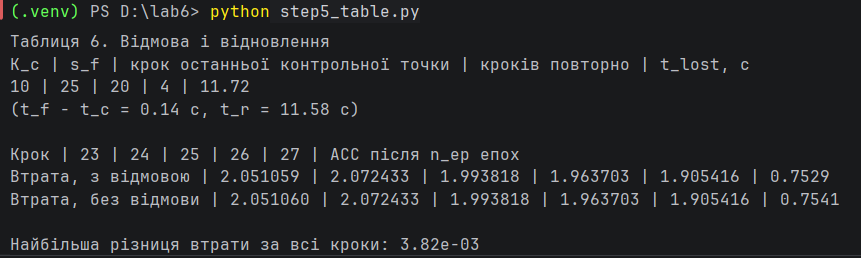 (.venv) PS D:\lab6> python step5_table.py
Таблиця 6. Відмова і відновлення
K_c | s_f | крок останньої контрольної точки | кроків повторно | t_lost, с
10 | 25 | 20 | 4 | 11.72
(t_f - t_c = 0.14 с, t_r = 11.58 с)
Крок | 23 | 24 | 25 | 26 | 27 | ACC після n_ep епох
Втрата, з відмовою | 2.051059 | 2.072433 | 1.993818 | 1.963703 | 1.905416 | 0.7529
Втрата, без відмови | 2.051060 | 2.072433 | 1.993818 | 1.963703 | 1.905416 | 0.7541
Найбільша різниця втрати за всі кроки: 3.82e-03